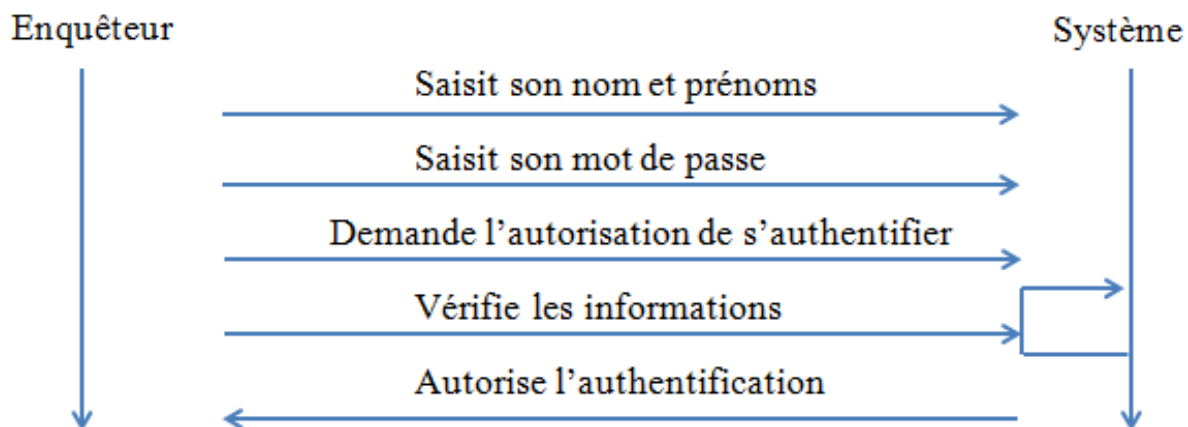 Enquêteur
Système
Saisit son nom et prénoms
Saisit son mot de passe
Demande l’autorisation de s’authentifier
Vérifie les informations
Autorise l’authentification